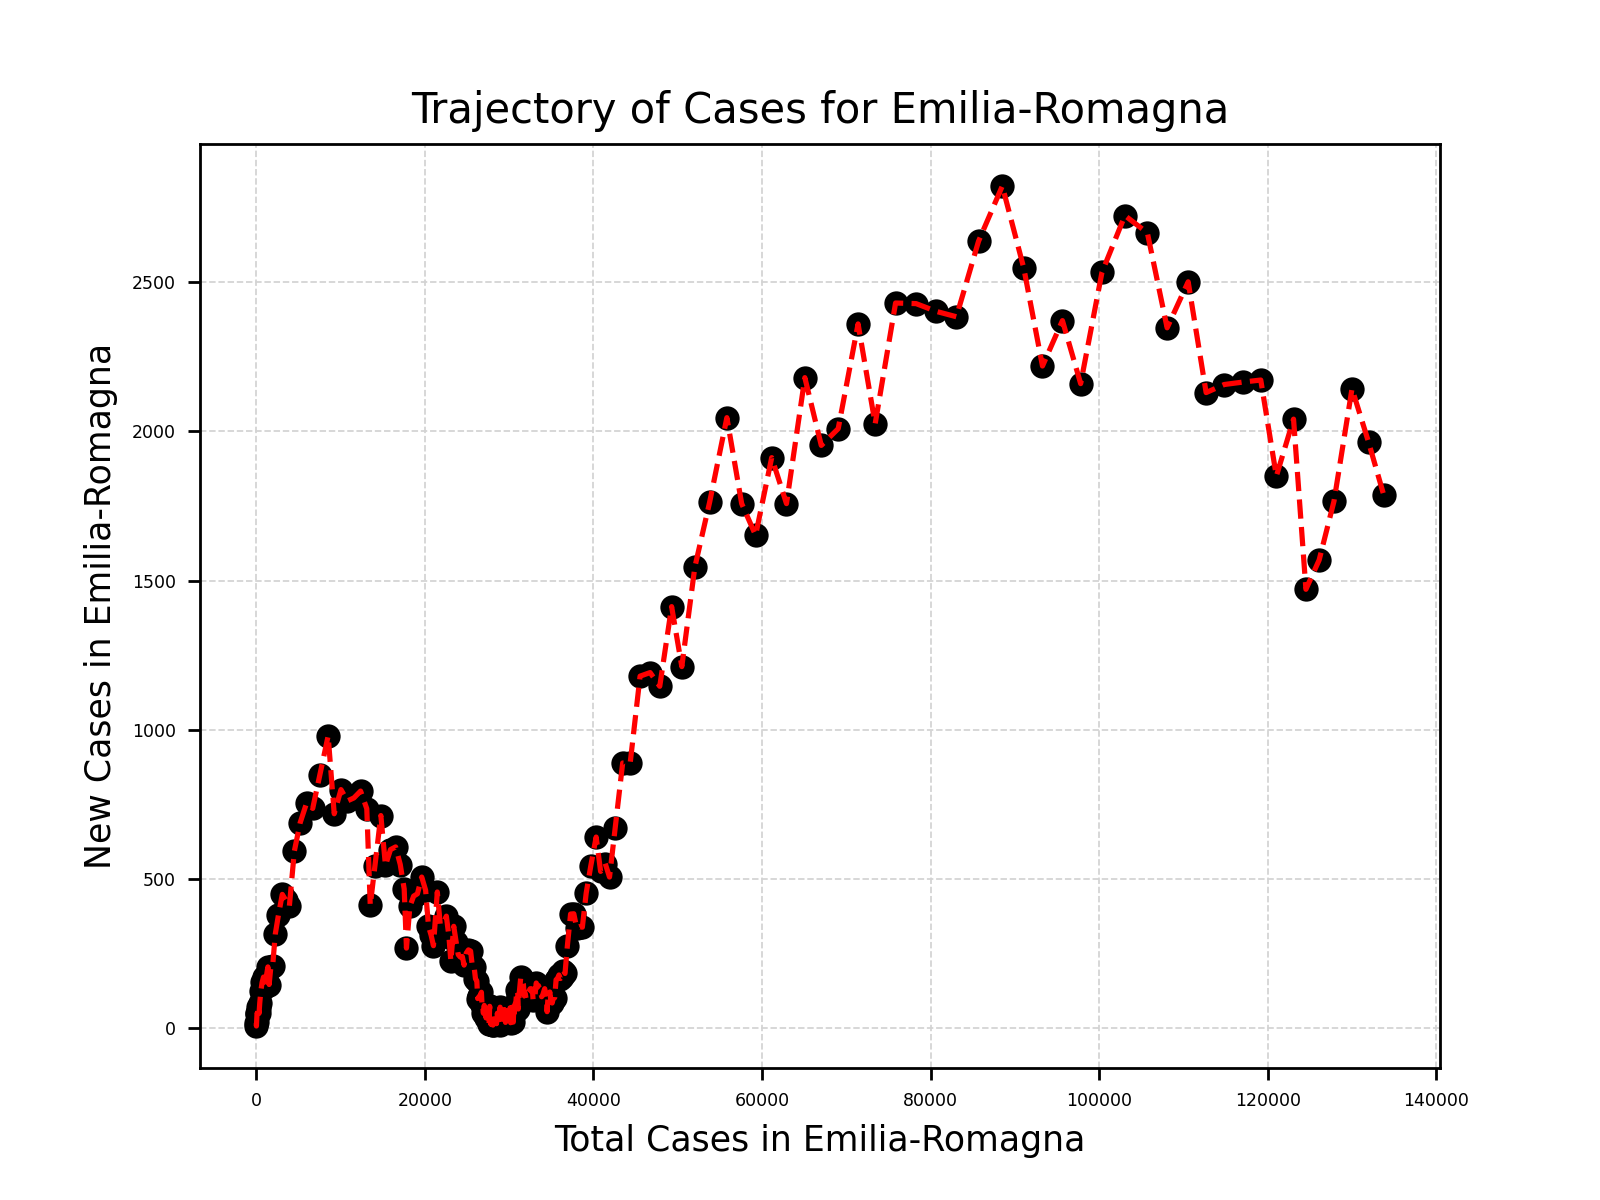 Trajectory of Cases for Emilia-Romagna
New Cases in Emilia-Romagna
2500
2000
1500
1000
500
0
0 20000 40000 60000 80000 100000 120000 140000
Total Cases in Emilia-Romagna